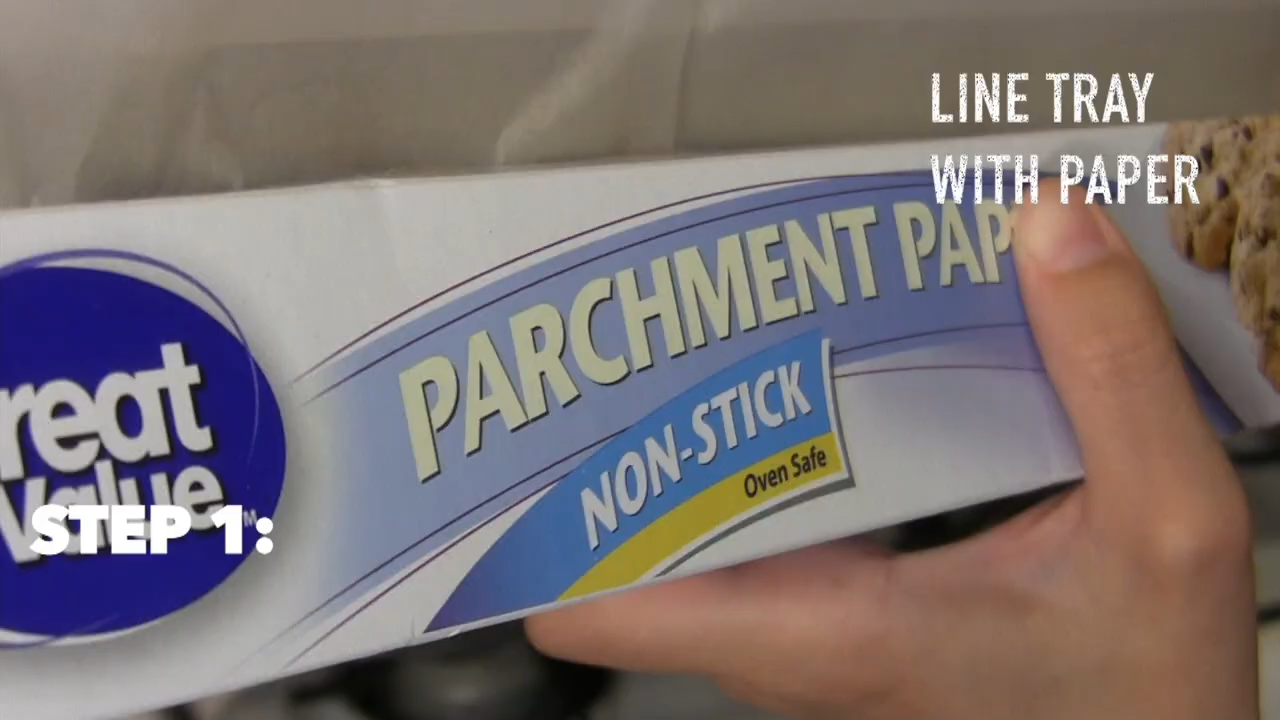 LINE TRAY
WITH PAPER
PARCHMENT PAP
NON-STICK
Oven Safe
reat
Value
STEP 1: